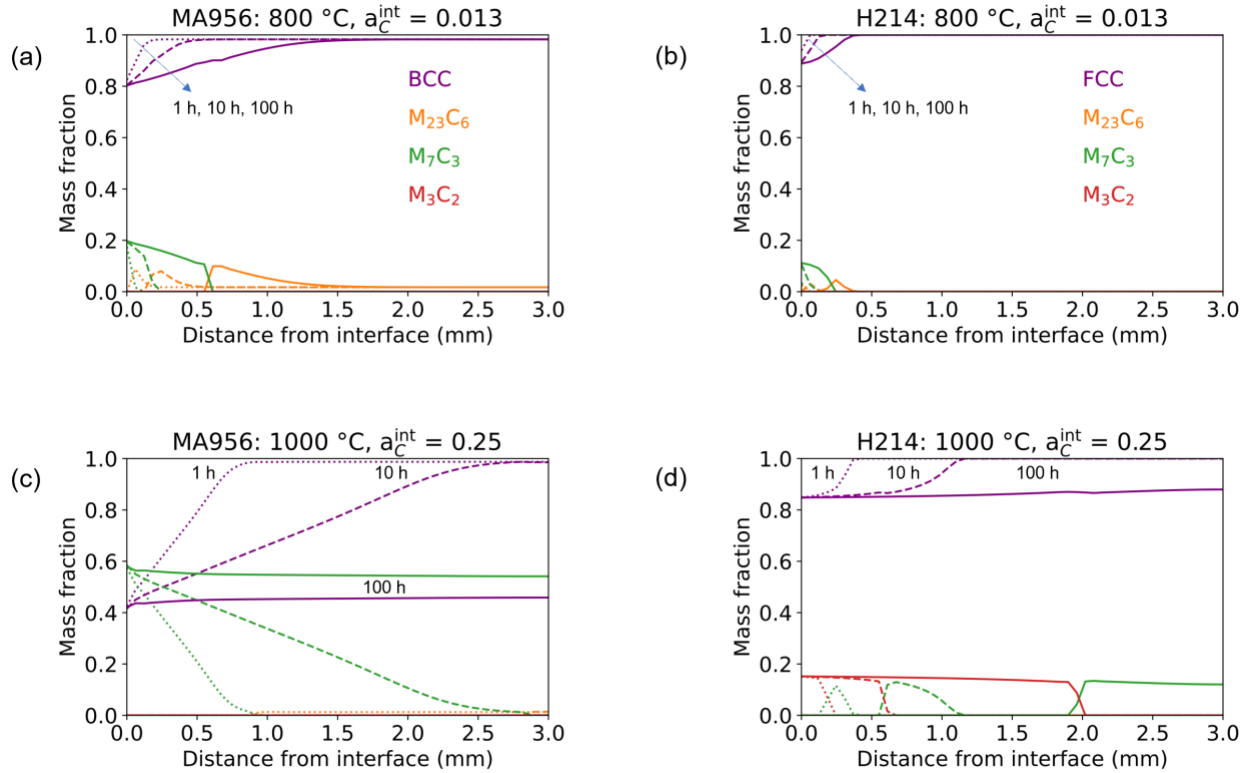 (a)
MA956: 800 °C, a_C^int = 0.013
Mass fraction
1.0
0.8
0.6
0.4
0.2
0.0
BCC
M₂₃C₆
M₇C₃
M₃C₂
1 h, 10 h, 100 h
0.0 0.5 1.0 1.5 2.0 2.5 3.0
Distance from interface (mm)
(b)
H214: 800 °C, a_C^int = 0.013
Mass fraction
1.0
0.8
0.6
0.4
0.2
0.0
FCC
M₂₃C₆
M₇C₃
M₃C₂
1 h, 10 h, 100 h
0.0 0.5 1.0 1.5 2.0 2.5 3.0
Distance from interface (mm)
(c)
MA956: 1000 °C, a_C^int = 0.25
Mass fraction
1.0
0.8
0.6
0.4
0.2
0.0
1 h
10 h
100 h
0.0 0.5 1.0 1.5 2.0 2.5 3.0
Distance from interface (mm)
(d)
H214: 1000 °C, a_C^int = 0.25
Mass fraction
1.0
0.8
0.6
0.4
0.2
0.0
1 h
10 h
100 h
0.0 0.5 1.0 1.5 2.0 2.5 3.0
Distance from interface (mm)